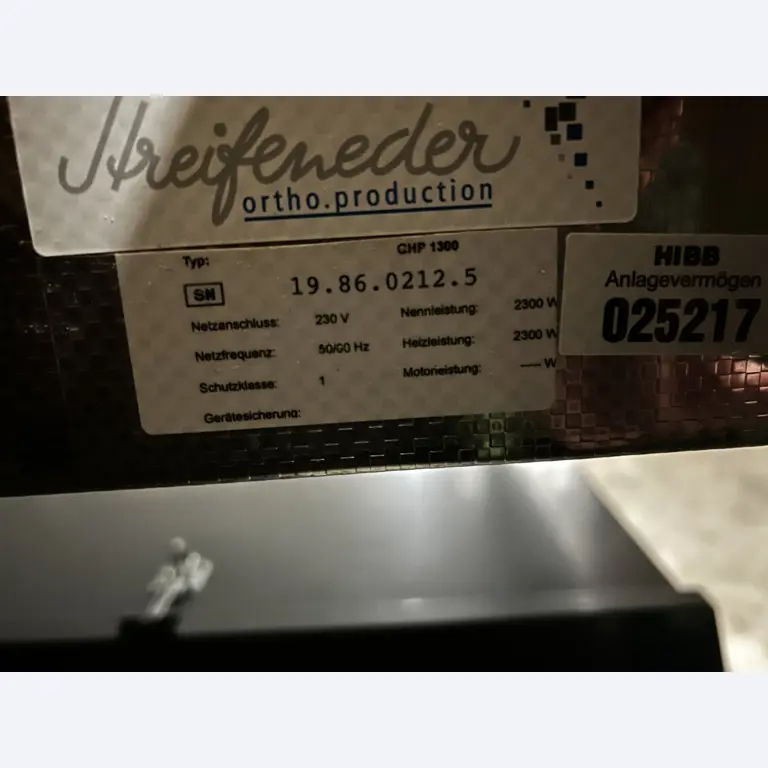 Streifeneder
ortho.production
Typ: CHP 1300
SN 19.86.0212.5
Netzanschluss: 230 V Nennleistung: 2300 W
Netzfrequenz: 50/60 Hz Heizleistung: 2300 W
Schutzklasse: 1 Motorleistung: ---- W
Gerätesicherung:
HIBB
Anlagevermögen
025217